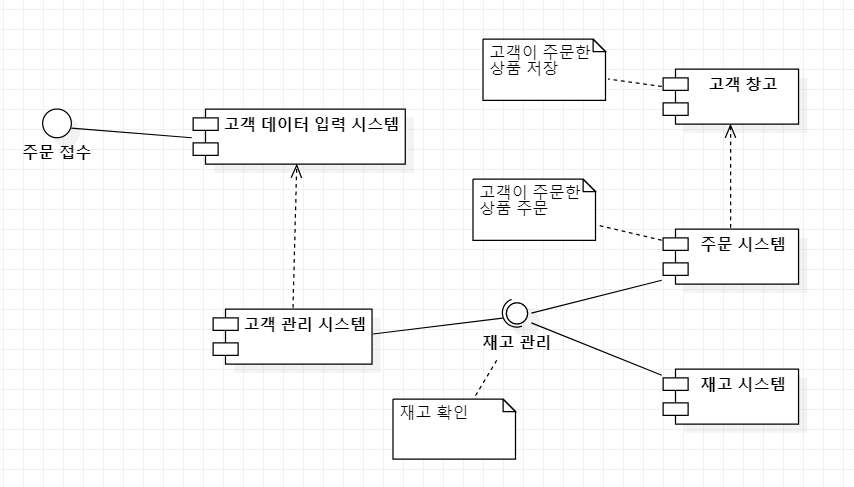 고객이 주문한
상품 저장
고객 창고
고객 데이터 입력 시스템
주문 접수
고객이 주문한
상품 주문
주문 시스템
고객 관리 시스템
재고 관리
재고 시스템
재고 확인